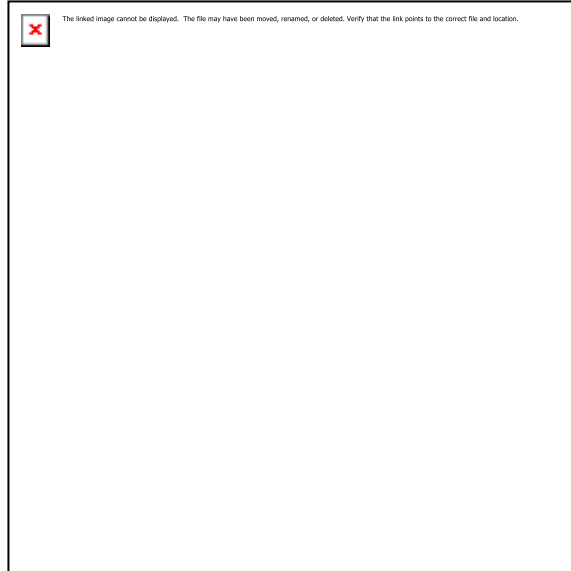 The linked image cannot be displayed.  The file may have been moved, renamed, or deleted. Verify that the link points to the correct file and location.